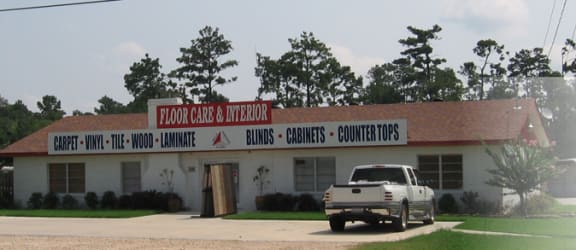 FLOOR CARE & INTERIOR
CARPET • VINYL • TILE • WOOD • LAMINATE BLINDS • CABINETS • COUNTER TOPS